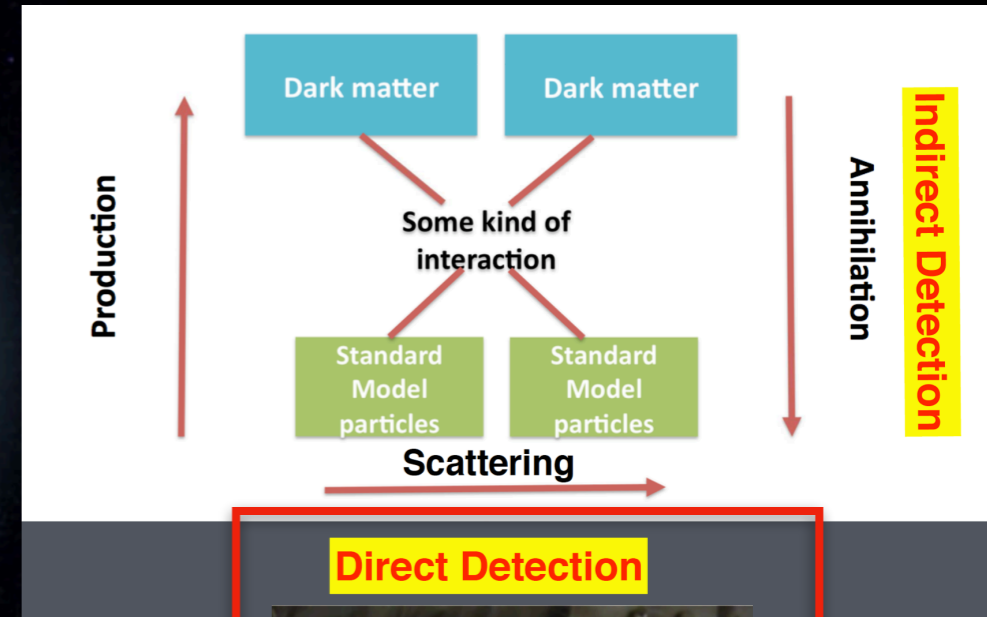 Dark matter
Dark matter
Production
Some kind of
interaction
Annihilation
Indirect Detection
Standard
Model
particles
Standard
Model
particles
Scattering
Direct Detection